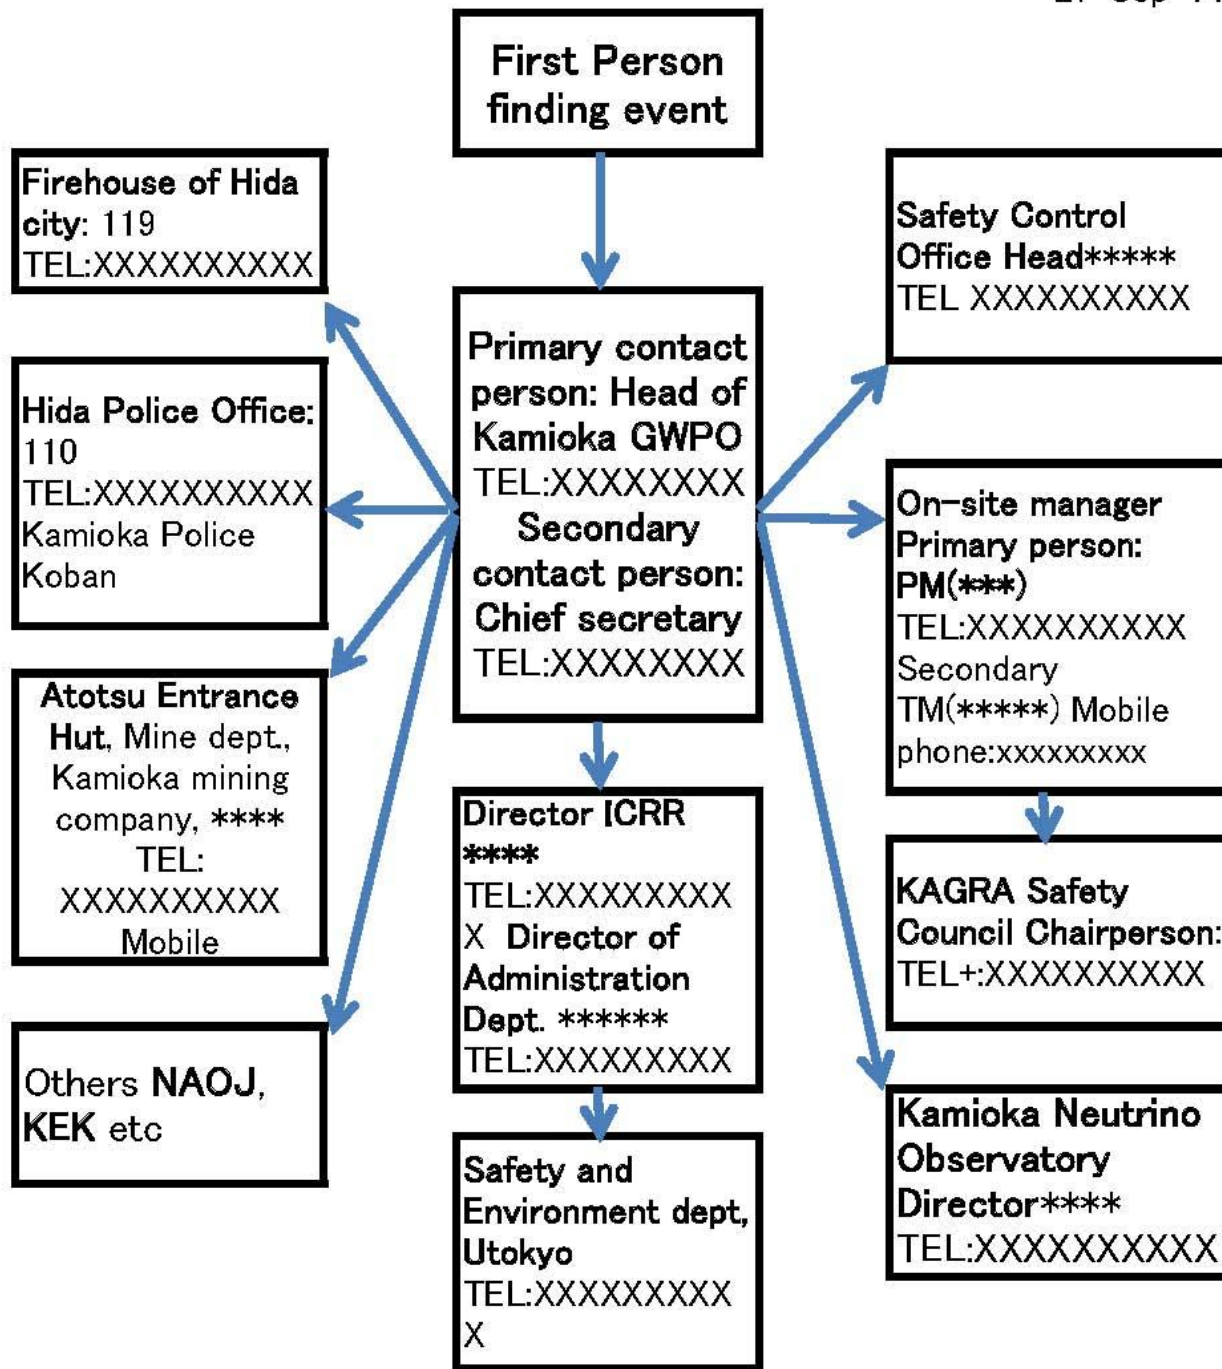 First Person
finding event
Firehouse of Hida
city: 119
TEL:XXXXXXXXXX
Hida Police Office:
110
TEL:XXXXXXXXXX
Kamioka Police
Koban
Atotsu Entrance
Hut, Mine dept.,
Kamioka mining
company, ****
TEL:
XXXXXXXXXX
Mobile
Others NAOJ,
KEK etc
Primary contact
person: Head of
Kamioka GWPO
TEL:XXXXXXXX
Secondary
contact person:
Chief secretary
TEL:XXXXXXXX
Director ICRR
****
TEL:XXXXXXXXX
X Director of
Administration
Dept. ******
TEL:XXXXXXXXX
Safety and
Environment dept,
Utokyo
TEL:XXXXXXXXX
X
Safety Control
Office Head*****
TEL XXXXXXXXXX
On-site manager
Primary person:
PM(***)
TEL:XXXXXXXXXX
Secondary
TM(*****) Mobile
phone:xxxxxxxxx
KAGRA Safety
Council Chairperson:
TEL+:XXXXXXXXXX
Kamioka Neutrino
Observatory
Director****
TEL:XXXXXXXXXX